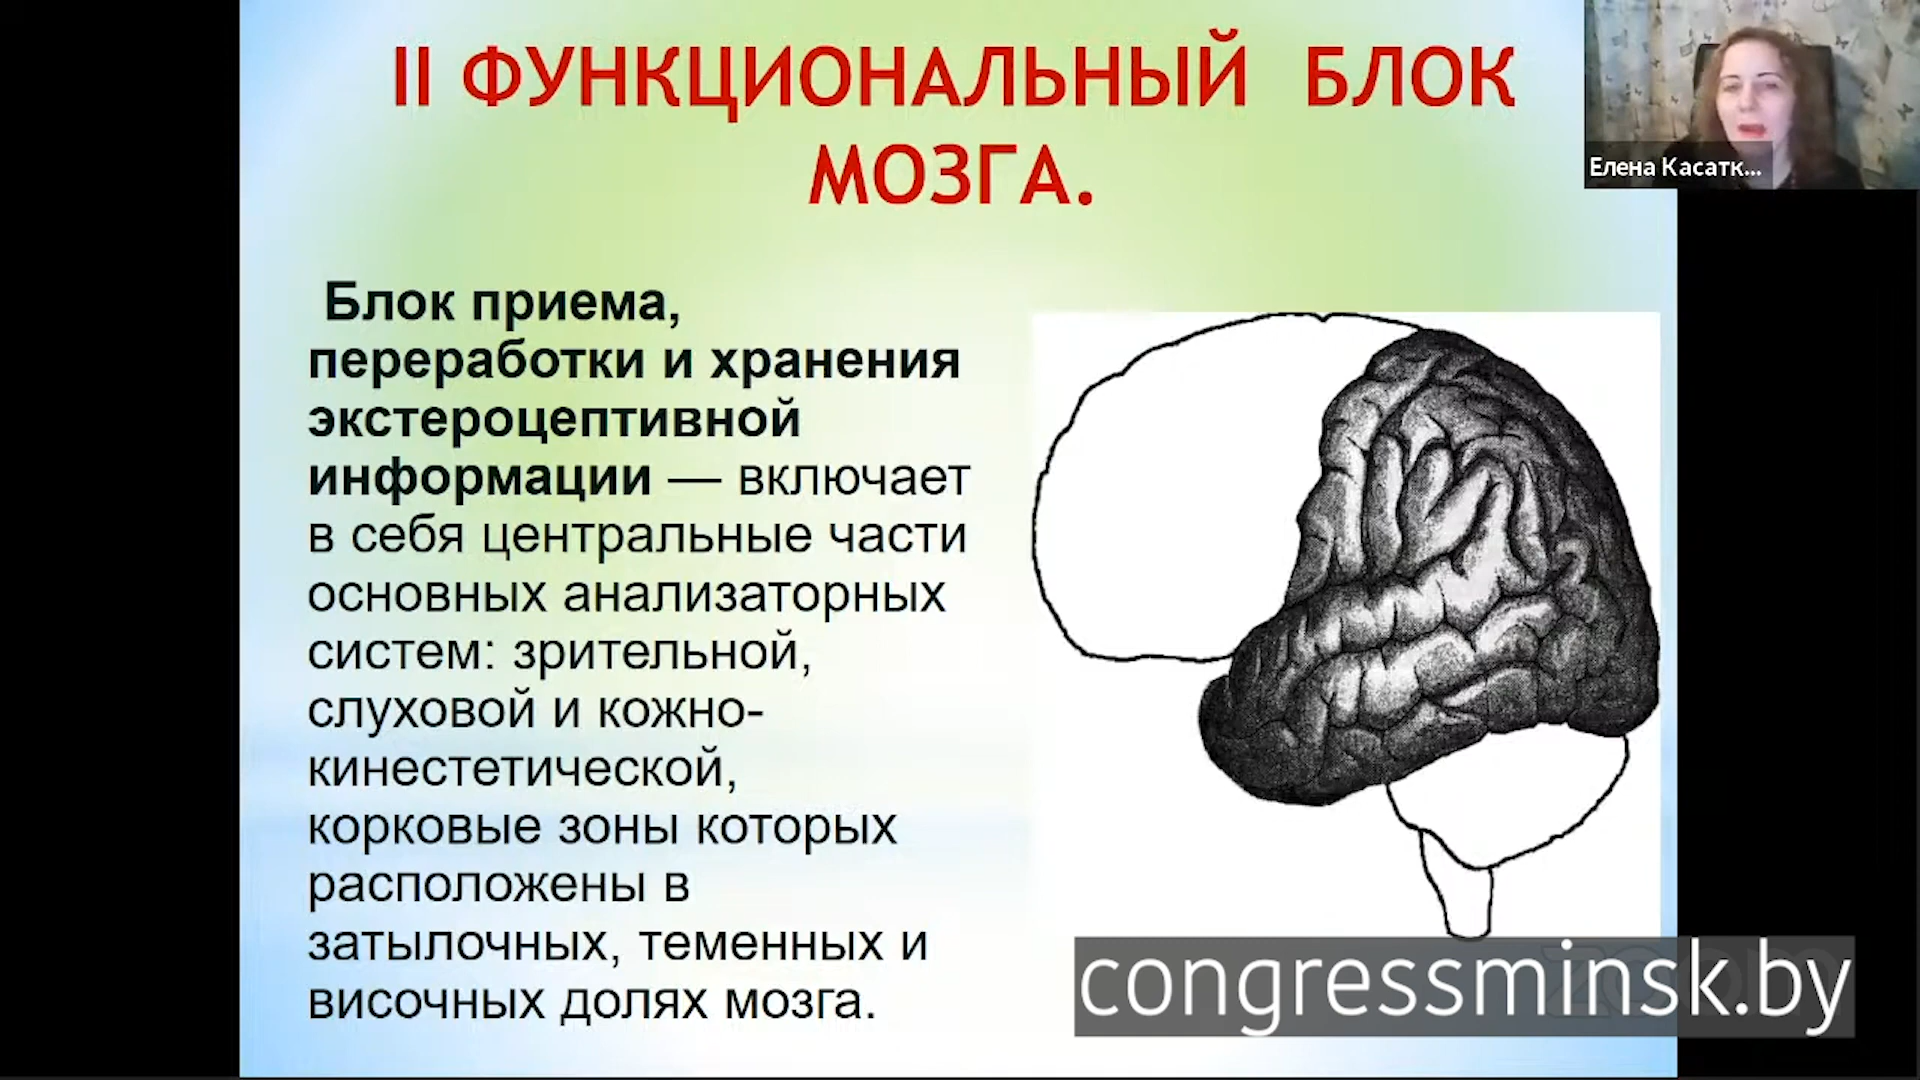 II ФУНКЦИОНАЛЬНЫЙ БЛОК
МОЗГА.
Елена Касатк...
Блок приема,
переработки и хранения
экстероцептивной
информации — включает
в себя центральные части
основных анализаторных
систем: зрительной,
слуховой и кожно-
кинестетической,
корковые зоны которых
расположены в
затылочных, теменных и
височных долях мозга.
congressminsk.by
zoom